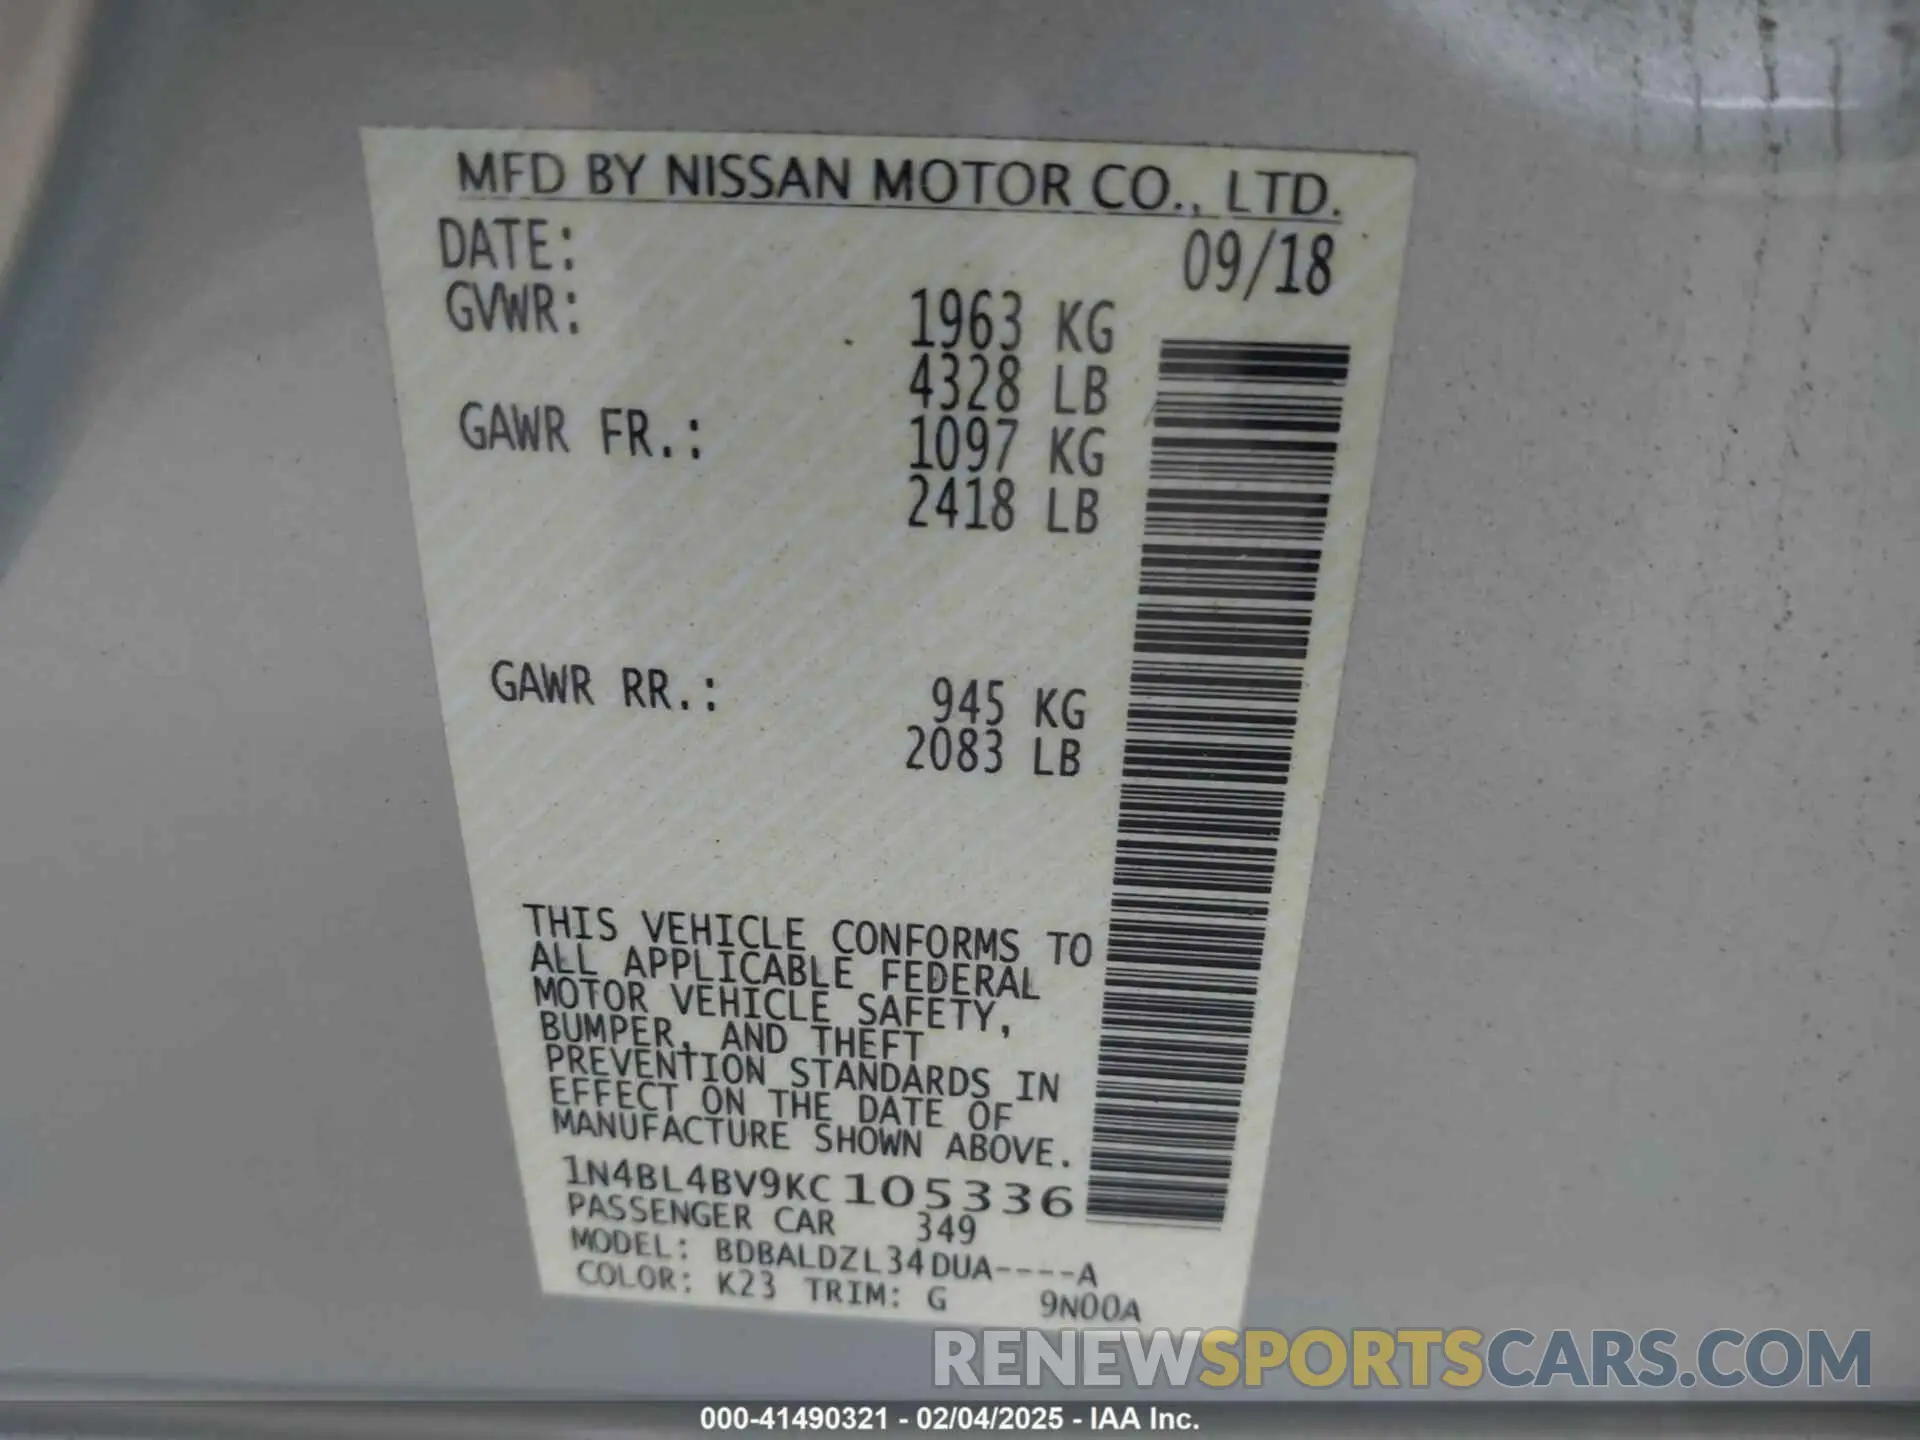 MFD BY NISSAN MOTOR CO., LTD.
DATE: 09/18
GVWR: 1963 KG
4328 LB
GAWR FR.: 1097 KG
2418 LB
GAWR RR.: 945 KG
2083 LB
THIS VEHICLE CONFORMS TO
ALL APPLICABLE FEDERAL
MOTOR VEHICLE SAFETY,
BUMPER, AND THEFT
PREVENTION STANDARDS IN
EFFECT ON THE DATE OF
MANUFACTURE SHOWN ABOVE.
1N4BL4BV9KC105336
PASSENGER CAR 349
MODEL: BDBALDZL34DUA----A
COLOR: K23 TRIM: G 9N00A
RENEWSPORTSCARS.COM
000-41490321 - 02/04/2025 - IAA Inc.